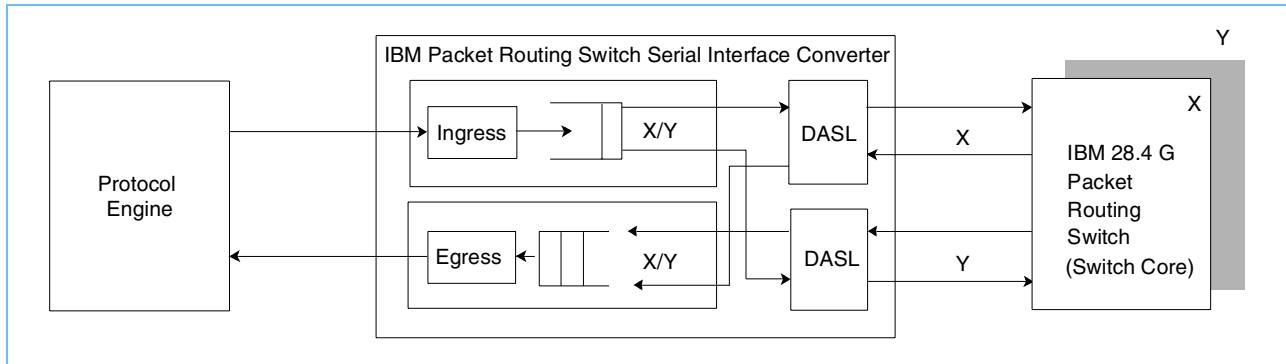 Y
IBM Packet Routing Switch Serial Interface Converter
Protocol
Engine
Ingress
X/Y
DASL
X
X
IBM 28.4 G
Packet
Routing
Switch
(Switch Core)
Egress
X/Y
DASL
Y